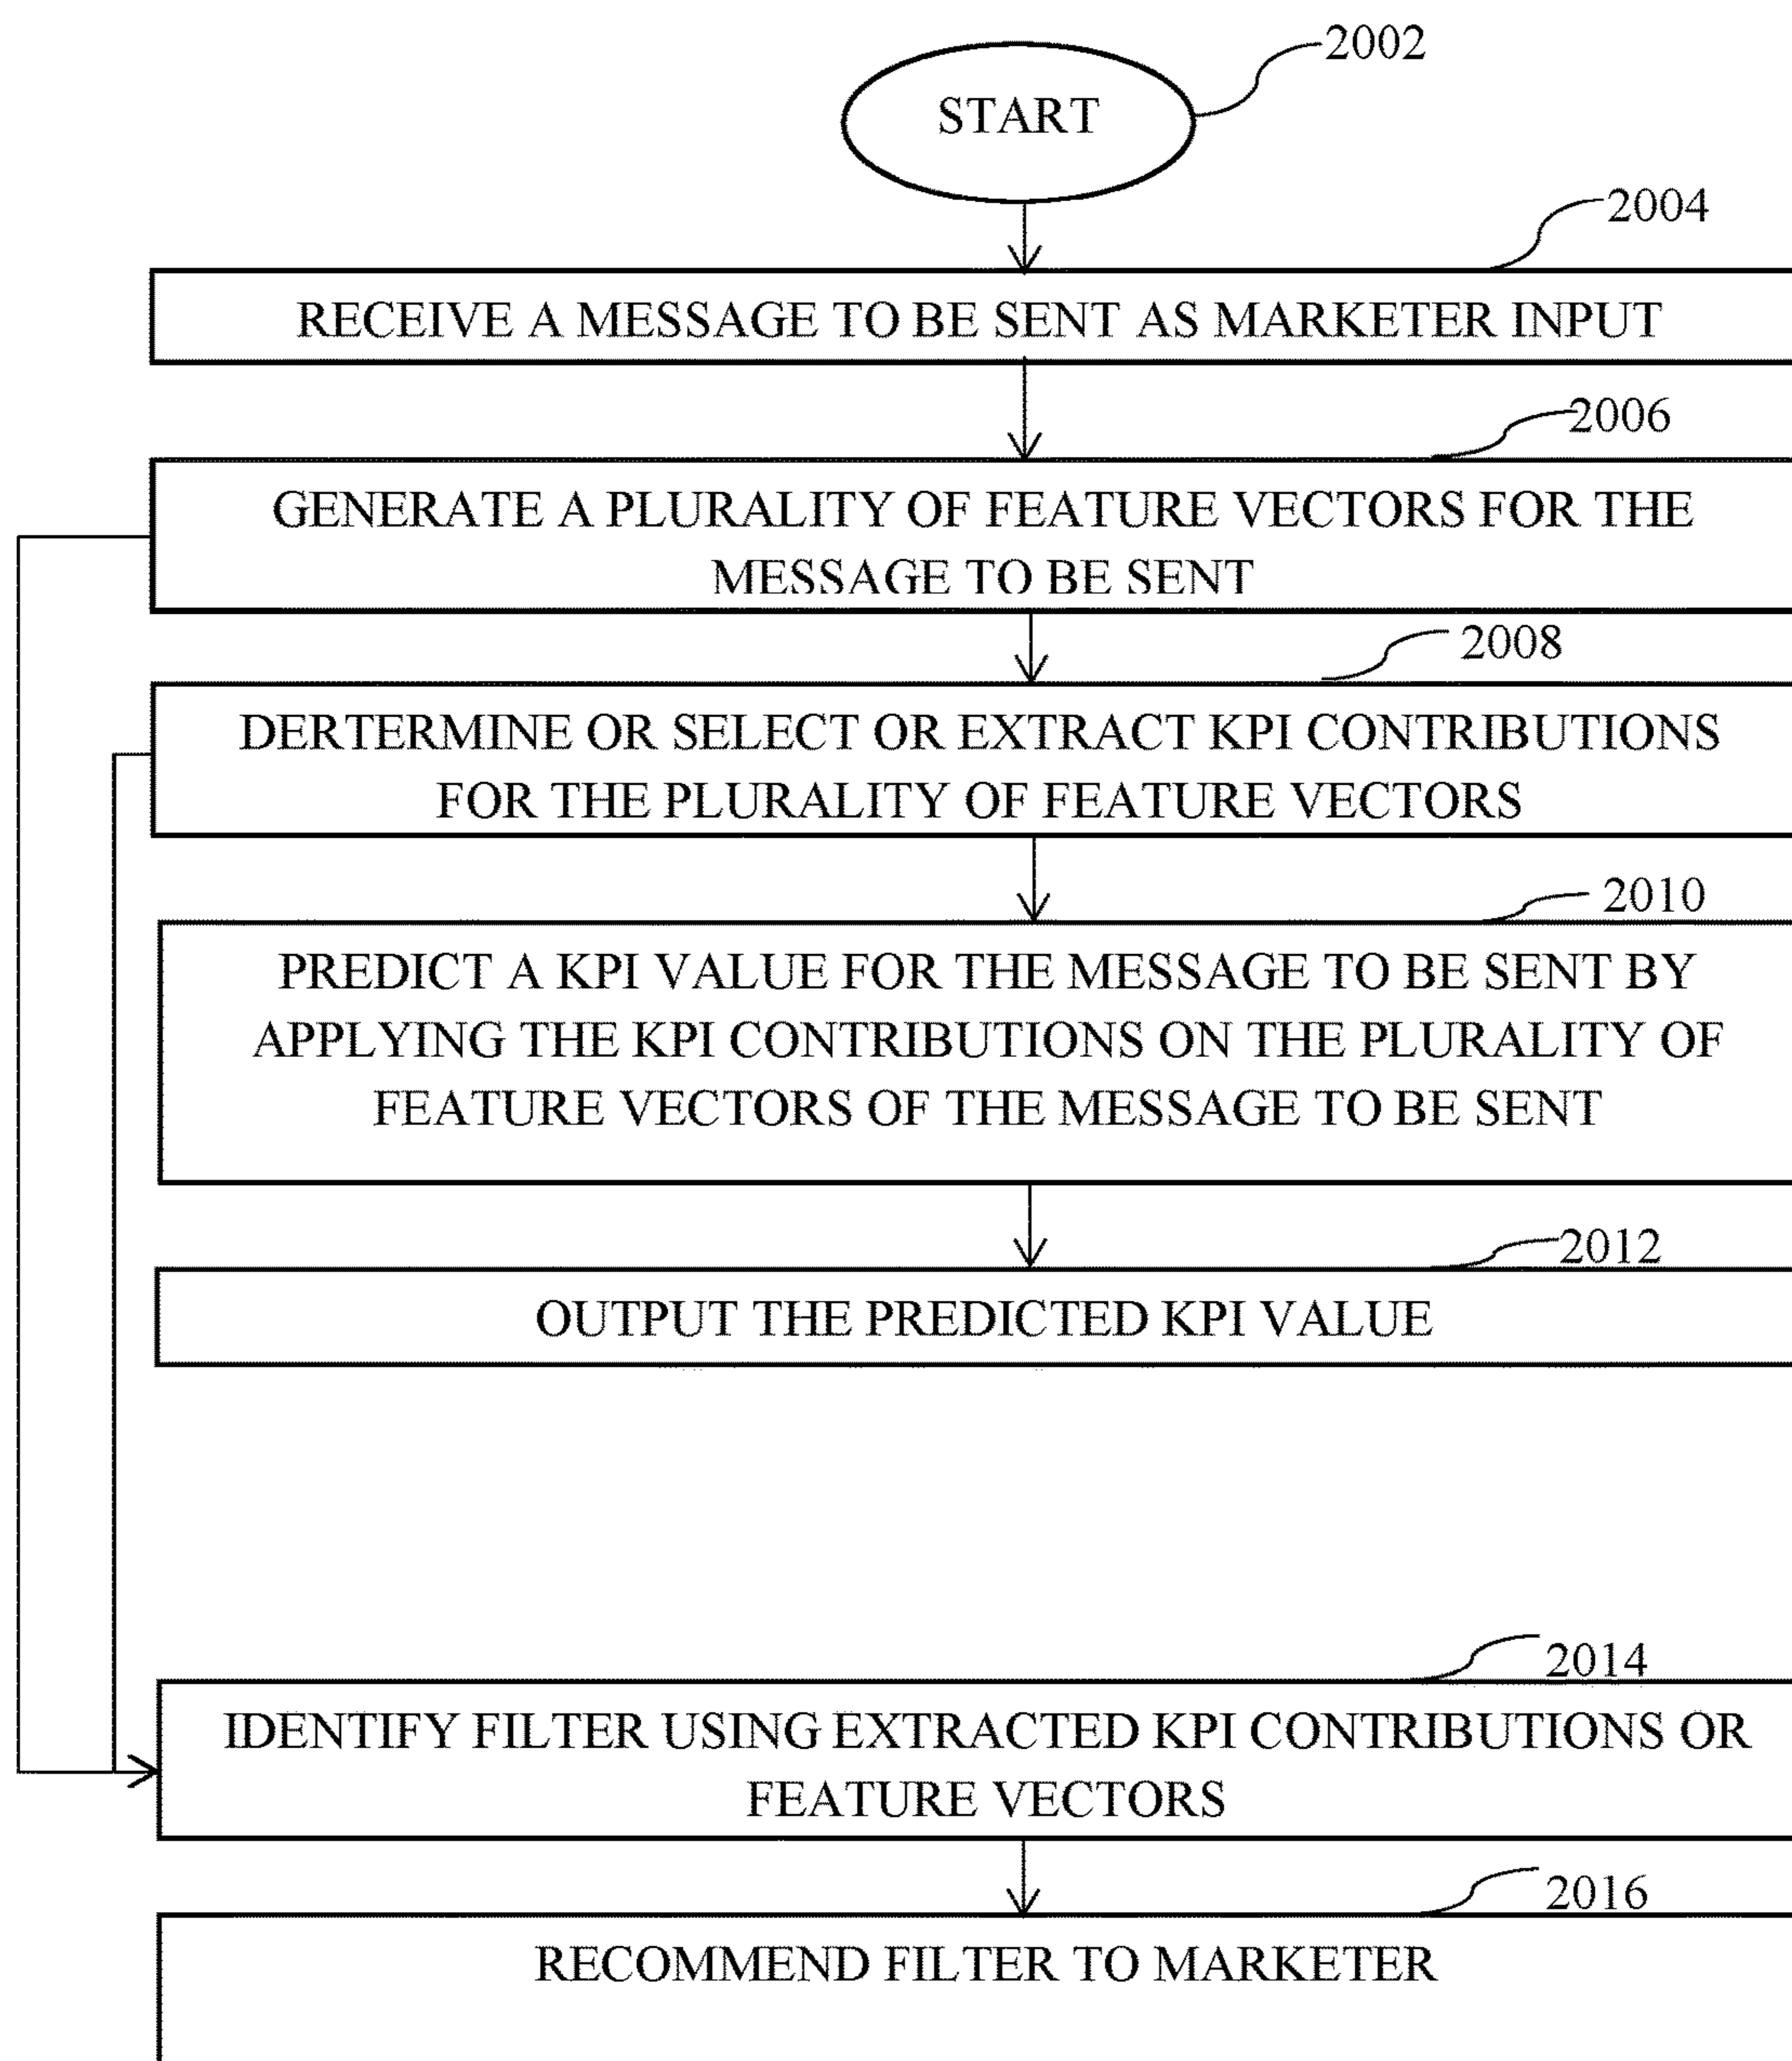 2002
START
2004
RECEIVE A MESSAGE TO BE SENT AS MARKETER INPUT
2006
GENERATE A PLURALITY OF FEATURE VECTORS FOR THE
MESSAGE TO BE SENT
2008
DERTERMINE OR SELECT OR EXTRACT KPI CONTRIBUTIONS
FOR THE PLURALITY OF FEATURE VECTORS
2010
PREDICT A KPI VALUE FOR THE MESSAGE TO BE SENT BY
APPLYING THE KPI CONTRIBUTIONS ON THE PLURALITY OF
FEATURE VECTORS OF THE MESSAGE TO BE SENT
2012
OUTPUT THE PREDICTED KPI VALUE
2014
IDENTIFY FILTER USING EXTRACTED KPI CONTRIBUTIONS OR
FEATURE VECTORS
2016
RECOMMEND FILTER TO MARKETER